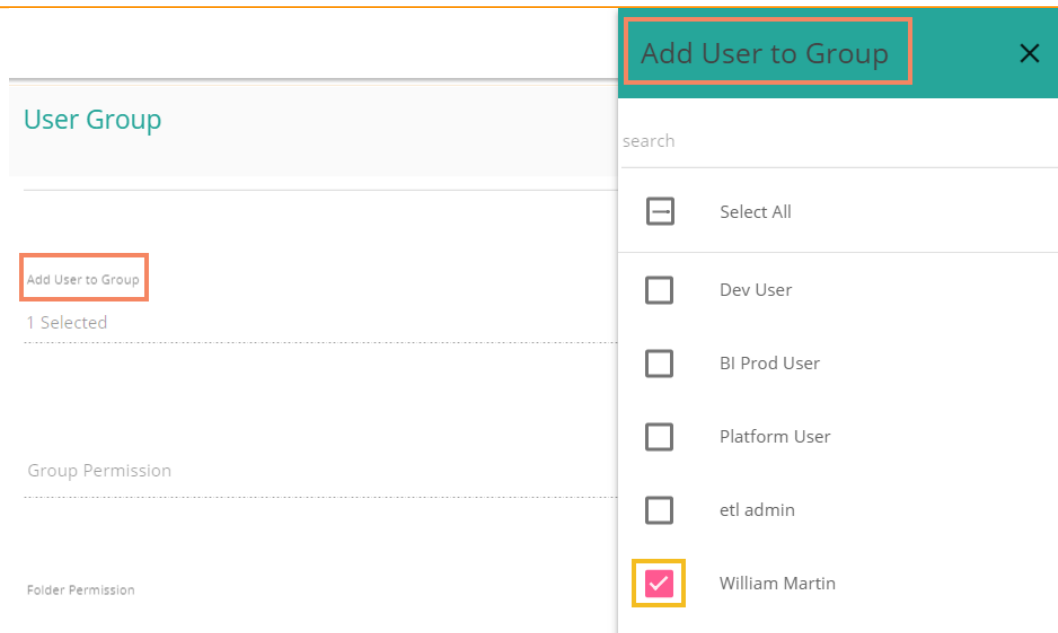 Add User to Group
User Group
search
Select All
Add User to Group
1 Selected
Dev User
BI Prod User
Platform User
Group Permission
etl admin
Folder Permission
William Martin